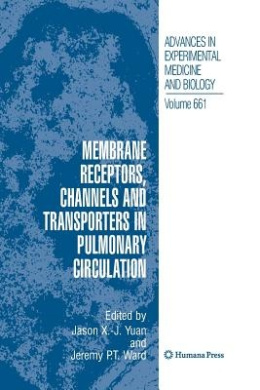 ADVANCES IN
EXPERIMENTAL
MEDICINE
AND BIOLOGY
Volume 661
MEMBRANE
RECEPTORS,
CHANNELS AND
TRANSPORTERS IN
PULMONARY
CIRCULATION
Edited by
Jason X.-J. Yuan
and
Jeremy P.T. Ward
Humana Press